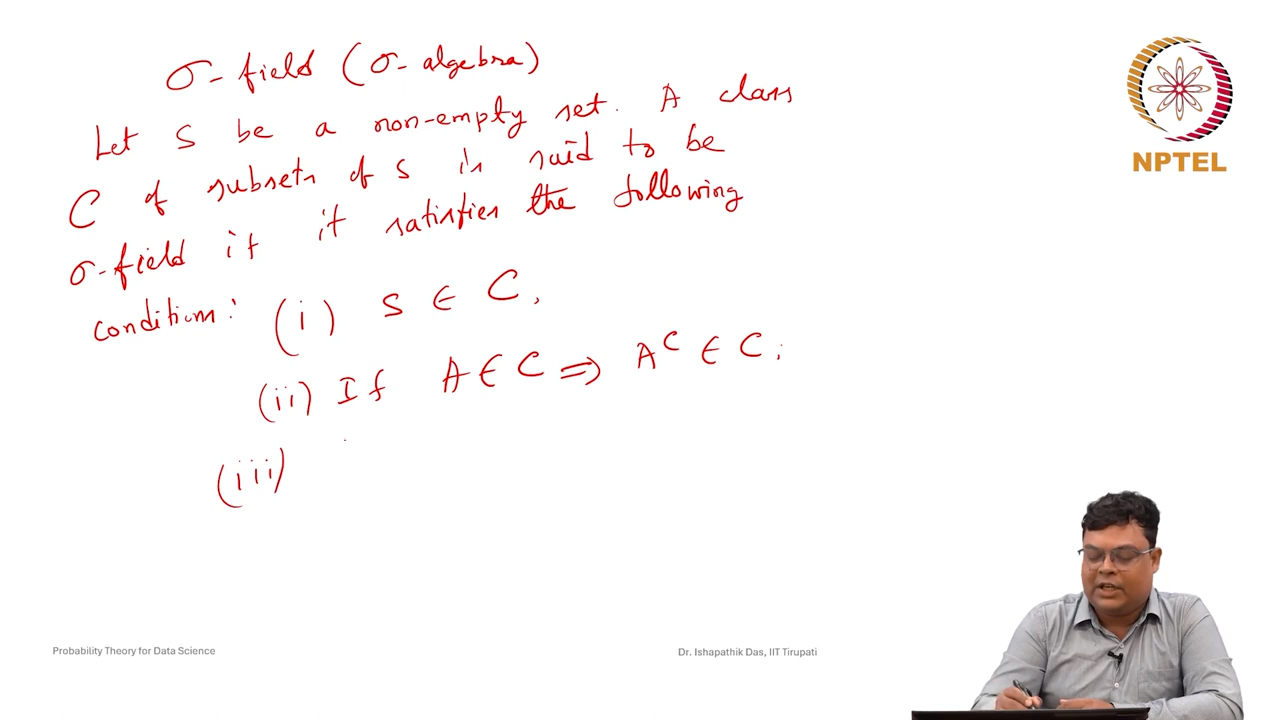 σ-field (σ-algebra)
Let S be a non-empty set. A class
C of subsets of S is said to be
σ-field if it satisfies the following
conditions:
(i) S ∈ C,
(ii) If A ∈ C ⇒ A^C ∈ C;
(iii)
NPTEL
Probability Theory for Data Science
Dr. Ishapathik Das, IIT Tirupati